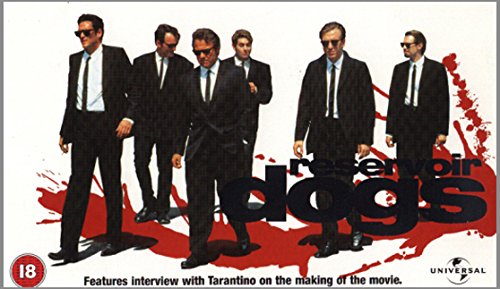 reservoir
dogs
18
Features interview with Tarantino on the making of the movie.
UNIVERSAL